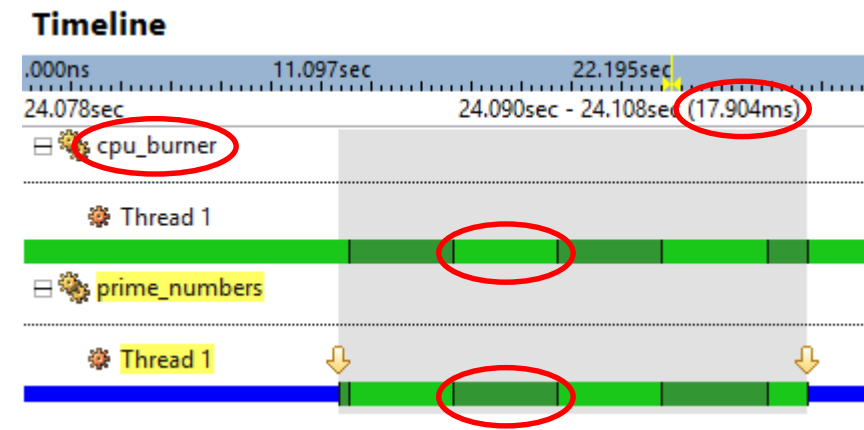 Timeline
.000ns 11.097sec 22.195sec
24.078sec 24.090sec - 24.108sec (17.904ms)
cpu_burner
Thread 1
prime_numbers
Thread 1